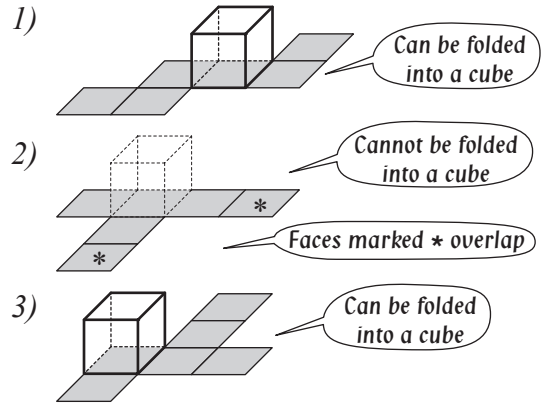 1)
Can be folded
into a cube
2)
Cannot be folded
into a cube
*
Faces marked * overlap
*
3)
Can be folded
into a cube